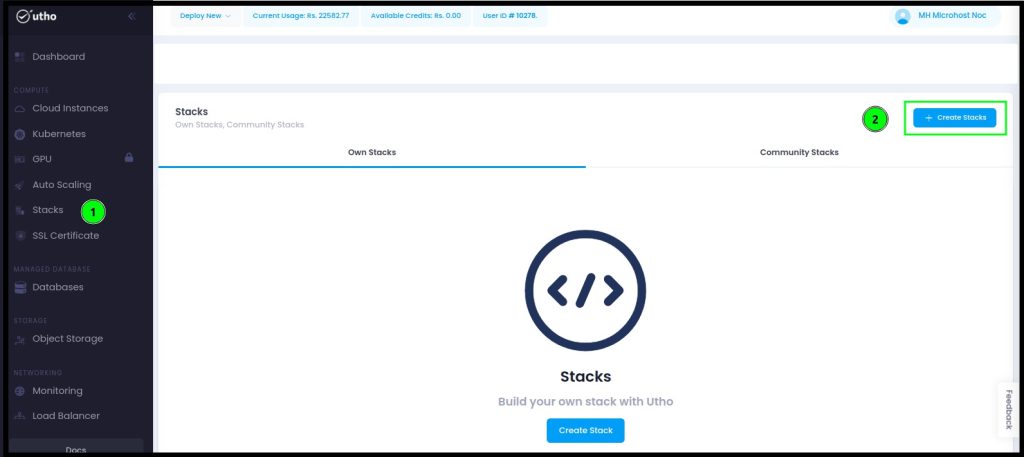 utho
Deploy New
Current Usage: Rs. 22582.77
Available Credits: Rs. 0.00
User ID # 10278.
MH Microhost Noc
Dashboard
COMPUTE
Cloud Instances
Kubernetes
GPU
Auto Scaling
Stacks
1
SSL Certificate
MANAGED DATABASE
Databases
STORAGE
Object Storage
NETWORKING
Monitoring
Load Balancer
Docs
Stacks
Own Stacks, Community Stacks
2
+ Create Stacks
Own Stacks
Community Stacks
</>
Stacks
Build your own stack with Utho
Create Stack
Feedback